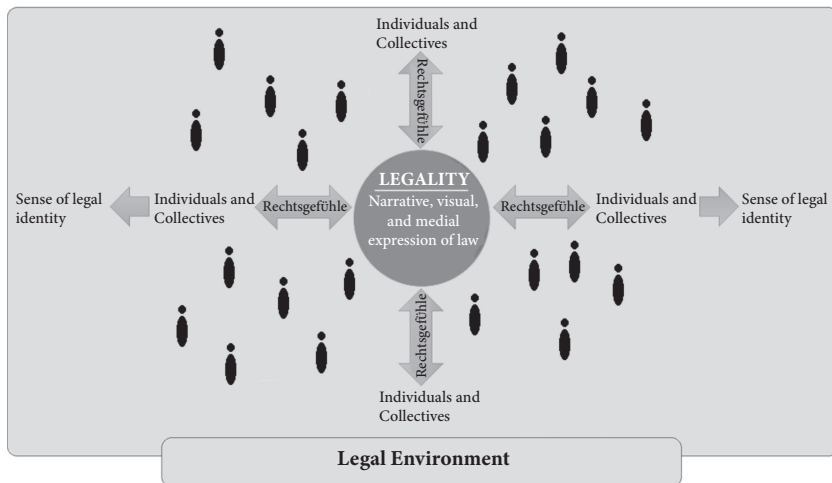 Individuals and
Collectives
Rechtsgefühle
LEGALITY
Narrative, visual,
and medial
expression of law
Sense of legal
identity
Individuals and
Collectives
Rechtsgefühle
Rechtsgefühle
Individuals and
Collectives
Sense of legal
identity
Rechtsgefühle
Individuals and
Collectives
Legal Environment